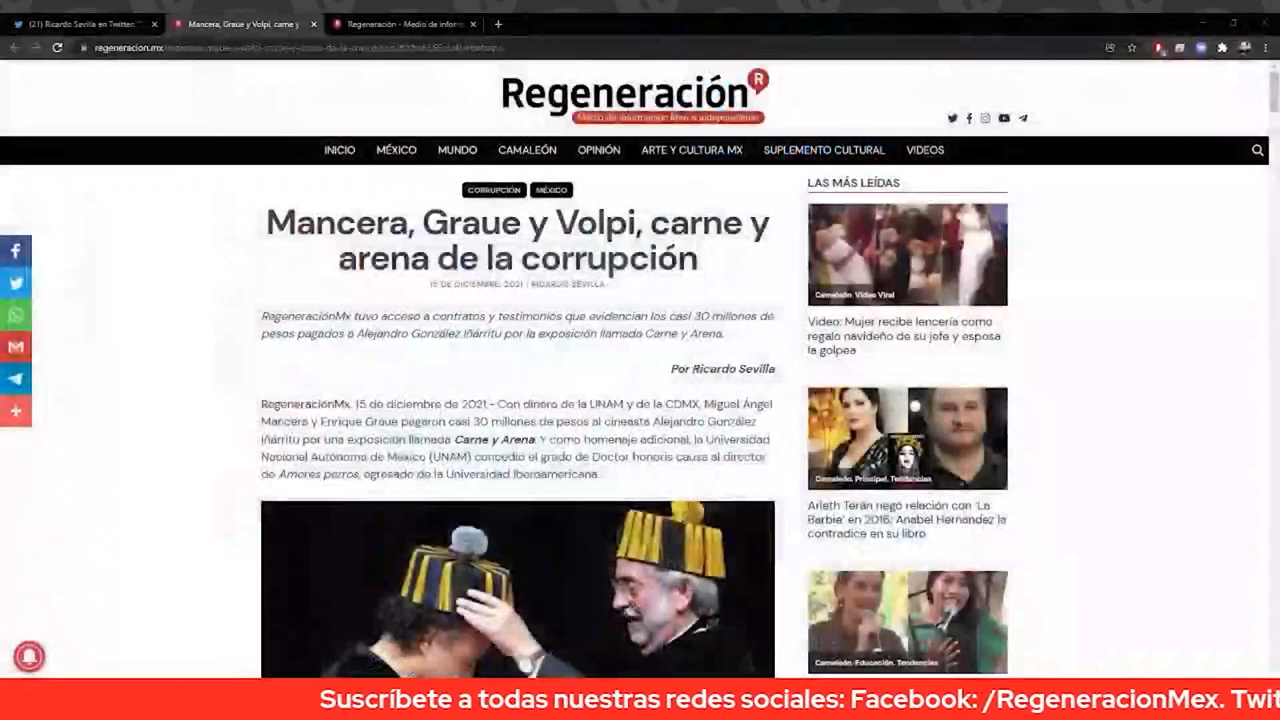 (21) Ricardo Sevilla en Twitter: "
Mancera, Graue y Volpi, carne y
Regeneración - Medio de inform
regeneracion.mx
Regeneración
R
Medio de información libre e independiente
INICIO
MÉXICO
MUNDO
CAMALEÓN
OPINIÓN
ARTE Y CULTURA MX
SUPLEMENTO CULTURAL
VIDEOS
CORRUPCIÓN
MÉXICO
Mancera, Graue y Volpi, carne y
arena de la corrupción
15 DE DICIEMBRE, 2021 | RICARDO SEVILLA
RegeneraciónMx tuvo acceso a contratos y testimonios que evidencian los casi 30 millones de
pesos pagados a Alejandro González Iñárritu por la exposición llamada Carne y Arena.
Por Ricardo Sevilla
RegeneraciónMx, 15 de diciembre de 2021.- Con dinero de la UNAM y de la CDMX, Miguel Ángel
Mancera y Enrique Graue pagaron casi 30 millones de pesos al cineasta Alejandro González
Iñárritu por una exposición llamada Carne y Arena. Y como homenaje adicional, la Universidad
Nacional Autónoma de México (UNAM) concedió el grado de Doctor honoris causa al director
de Amores perros, egresado de la Universidad Iberoamericana.
LAS MÁS LEÍDAS
Camaleón, Video Viral
Video: Mujer recibe lencería como
regalo navideño de su jefe y esposa
la golpea
Camaleón, Principal, Tendencias
Arleth Terán negó relación con 'La
Barbie' en 2016; Anabel Hernández la
contradice en su libro
Camaleón, Educación, Tendencias
Suscríbete a todas nuestras redes sociales: Facebook: /RegeneracionMex. Twit